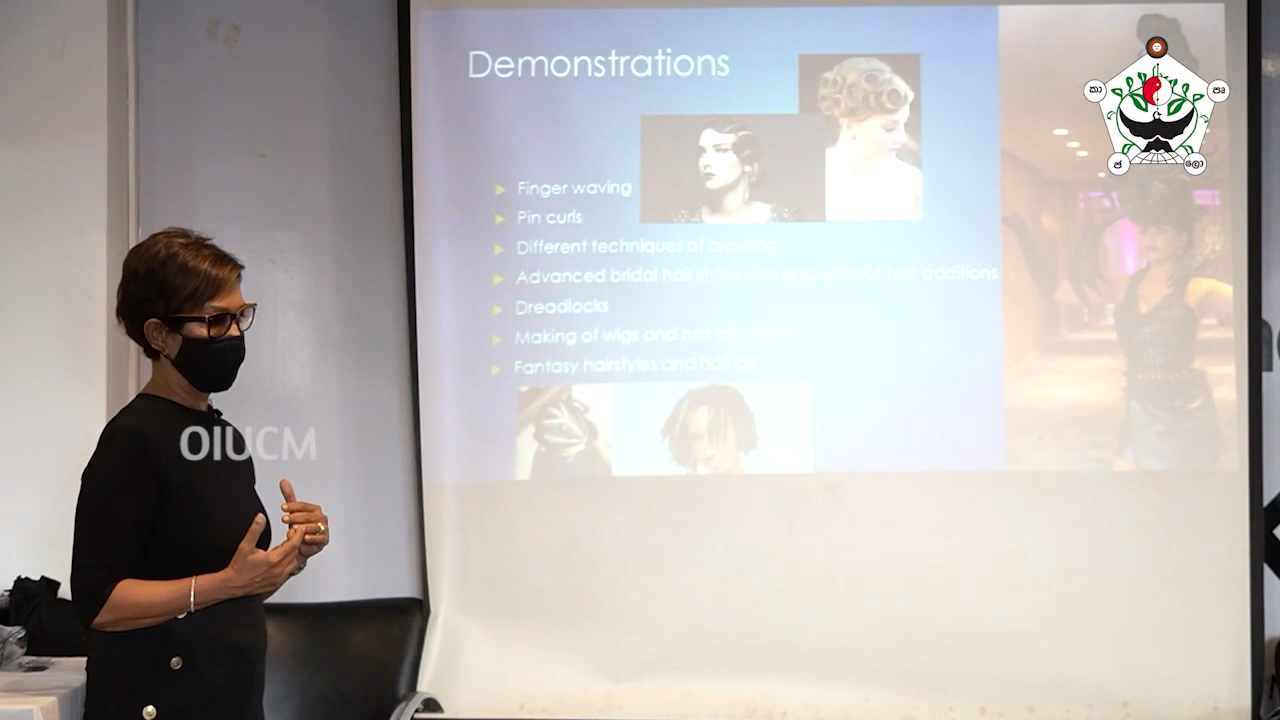 Demonstrations
Finger waving
Pin curls
Different techniques of braiding
Advanced bridal hair styles with and without hair additions
Dreadlocks
Making of wigs and hair additions
Fantasy hairstyles and hair art
OIUCM
කා
පෘ
ජ
ලො